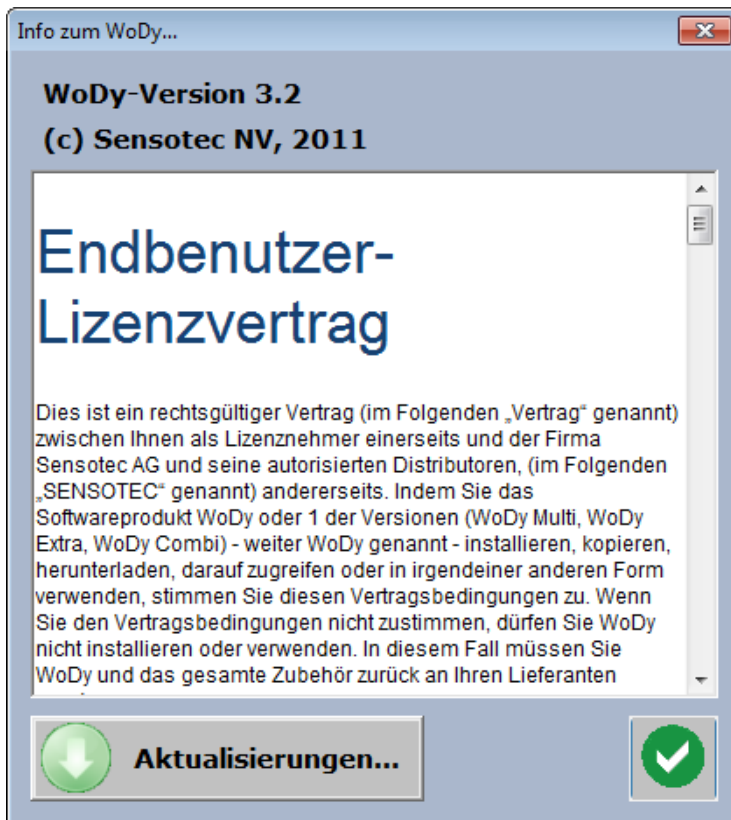 Info zum WoDy...
WoDy-Version 3.2
(c) Sensotec NV, 2011
Endbenutzer-
Lizenzvertrag
Dies ist ein rechtsgültiger Vertrag (im Folgenden „Vertrag“ genannt)
zwischen Ihnen als Lizenznehmer einerseits und der Firma
Sensotec AG und seine autorisierten Distributoren, (im Folgenden
„SENSOTEC“ genannt) andererseits. Indem Sie das
Softwareprodukt WoDy oder 1 der Versionen (WoDy Multi, WoDy
Extra, WoDy Combi) - weiter WoDy genannt - installieren, kopieren,
herunterladen, darauf zugreifen oder in irgendeiner anderen Form
verwenden, stimmen Sie diesen Vertragsbedingungen zu. Wenn
Sie den Vertragsbedingungen nicht zustimmen, dürfen Sie WoDy
nicht installieren oder verwenden. In diesem Fall müssen Sie
WoDy und das gesamte Zubehör zurück an Ihren Lieferanten
Aktualisierungen...